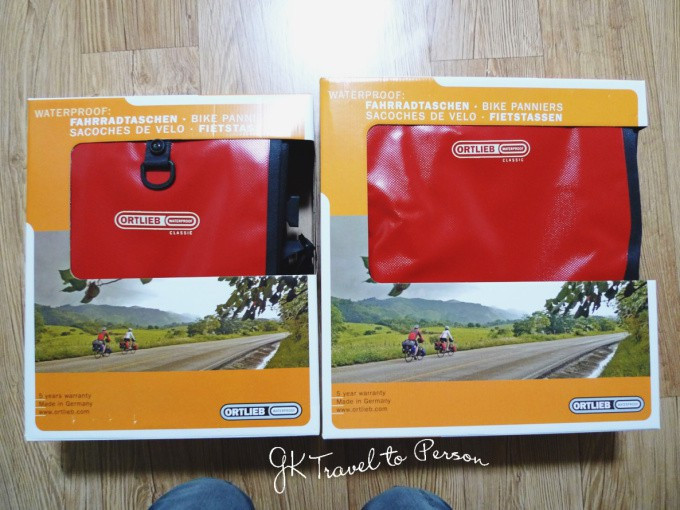 WATERPROOF:
FAHRRADTASCHEN · BIKE PANNIERS
SACOCHES DE VELO · FIETSTASSEN
ORTLIEB WATERPROOF
CLASSIC
5 years warranty
Made in Germany
www.ortlieb.com
ORTLIEB WATERPROOF
WATERPROOF:
FAHRRADTASCHEN · BIKE PANNIERS
SACOCHES DE VELO · FIETSTASSEN
ORTLIEB WATERPROOF
CLASSIC
5 years warranty
Made in Germany
www.ortlieb.com
ORTLIEB WATERPROOF
GK Travel to Person